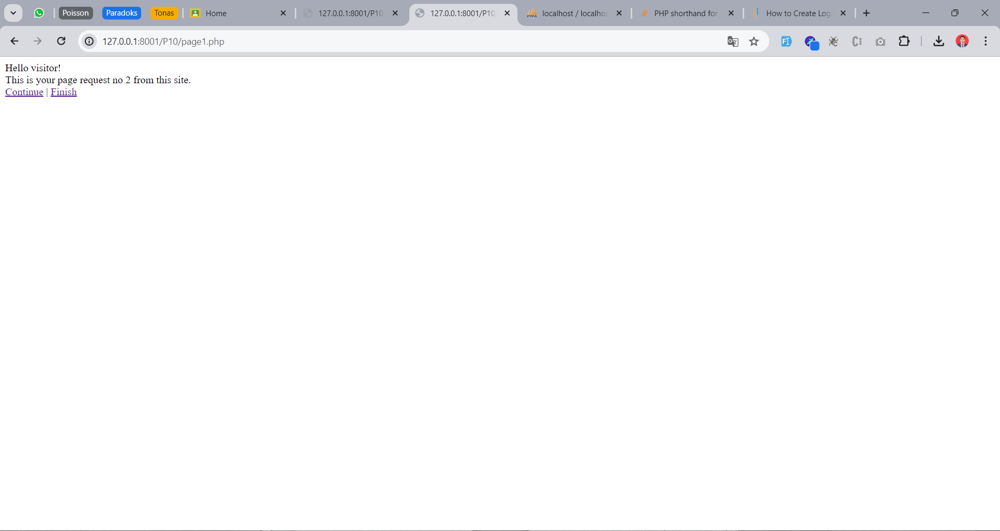 Poisson
Paradoks
Tonas
Home
127.0.0.1:8001/P10
127.0.0.1:8001/P10
localhost / localhos
PHP shorthand for
How to Create Log
127.0.0.1:8001/P10/page1.php
Hello visitor!
This is your page request no 2 from this site.
Continue | Finish